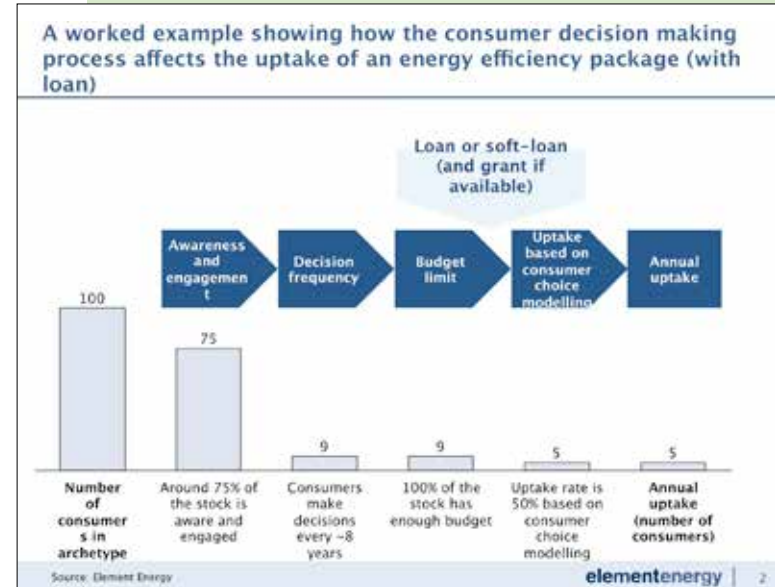 A worked example showing how the consumer decision making
process affects the uptake of an energy efficiency package (with
loan)
Loan or soft-loan
(and grant if
available)
Awareness
and
engagemen
t
Decision
frequency
Budget
limit
Uptake
based on
consumer
choice
modelling
Annual
uptake
100
75
9
9
5
5
Number
of
consumer
s in
archetype
Around 75% of
the stock is
aware and
engaged
Consumers
make
decisions
every ~8
years
100% of the
stock has
enough budget
Uptake rate is
50% based on
consumer
choice
modelling
Annual
uptake
(number of
consumers)
Source: Element Energy
elementenergy
2